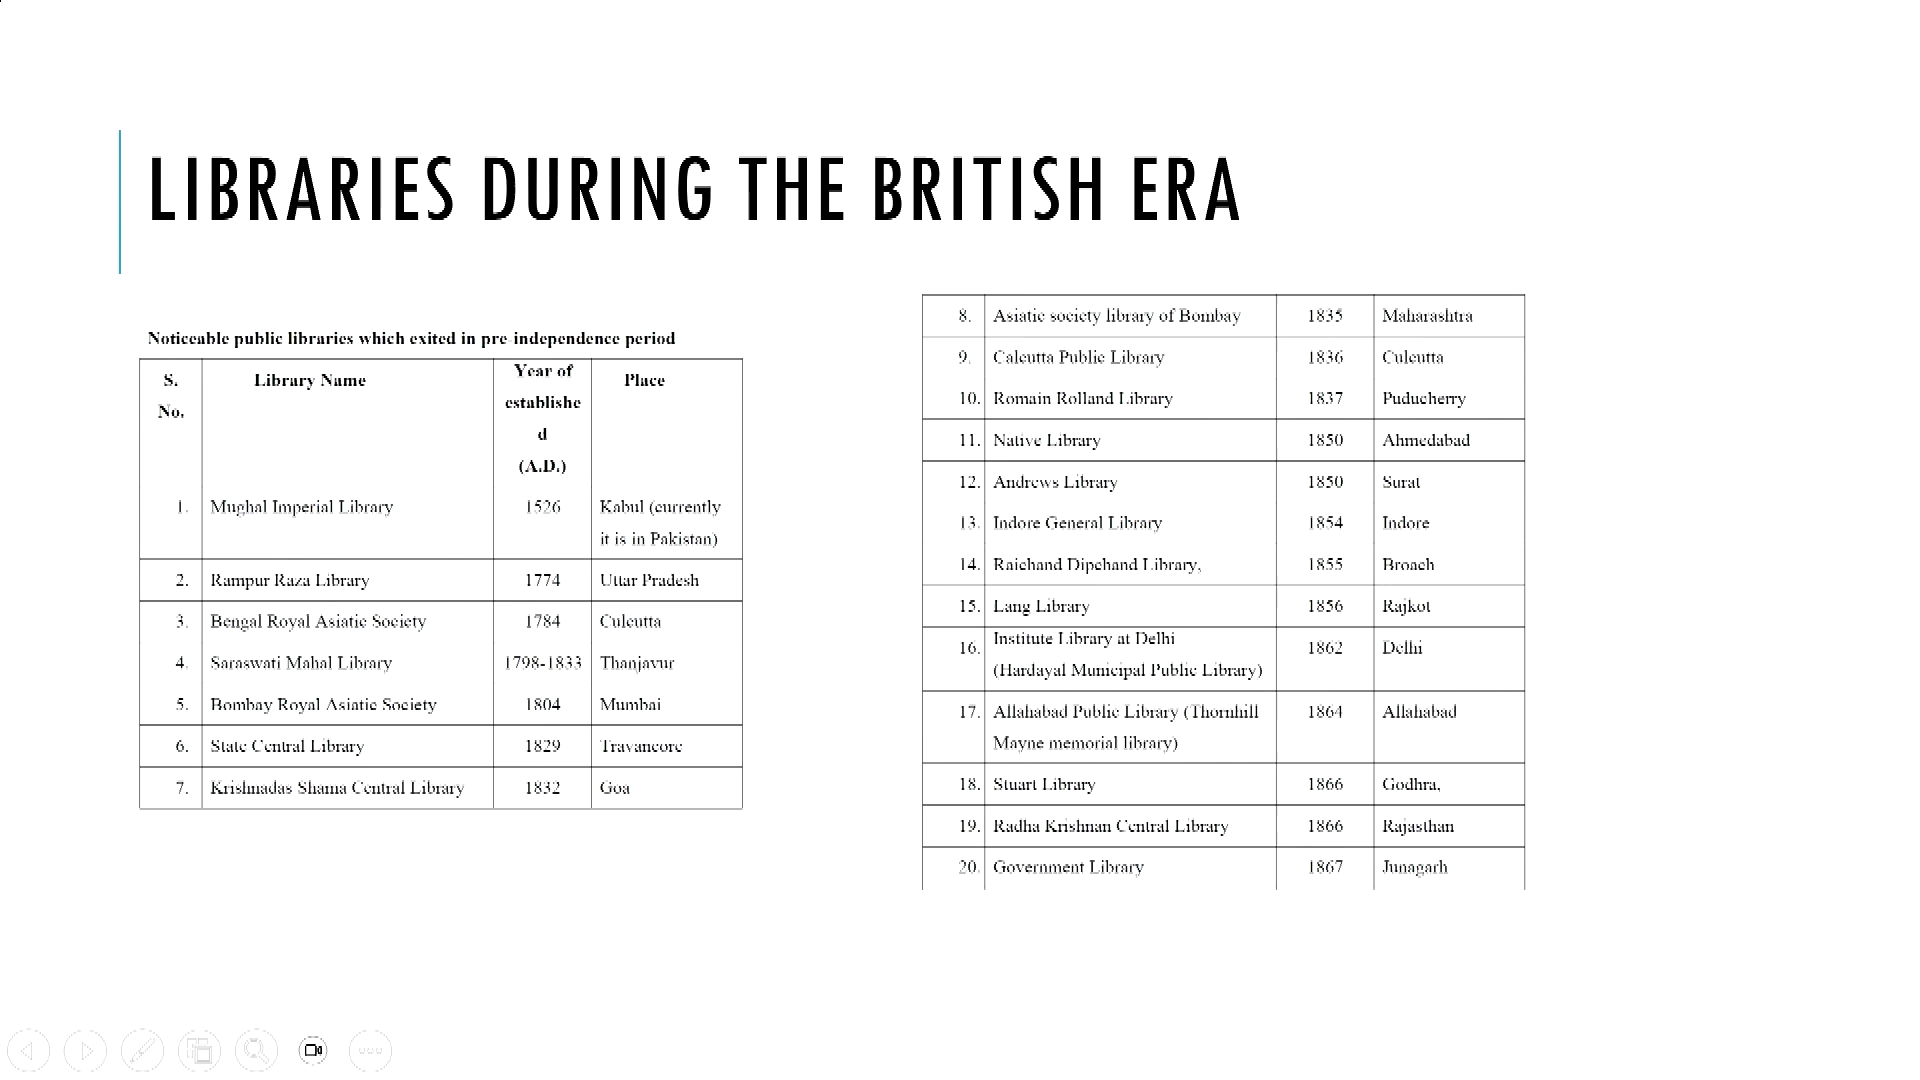 LIBRARIES DURING THE BRITISH ERA
Noticeable public libraries which exited in pre-independence period
S. No. Library Name Year of established (A.D.) Place
1. Mughal Imperial Library 1526 Kabul (currently it is in Pakistan)
2. Rampur Raza Library 1774 Uttar Pradesh
3. Bengal Royal Asiatic Society 1784 Culcutta
4. Saraswati Mahal Library 1798-1833 Thanjavur
5. Bombay Royal Asiatic Society 1804 Mumbai
6. State Central Library 1829 Travancore
7. Krishnadas Shama Central Library 1832 Goa
8. Asiatic society library of Bombay 1835 Maharashtra
9. Calcutta Public Library 1836 Culcutta
10. Romain Rolland Library 1837 Puducherry
11. Native Library 1850 Ahmedabad
12. Andrews Library 1850 Surat
13. Indore General Library 1854 Indore
14. Raichand Dipchand Library, 1855 Broach
15. Lang Library 1856 Rajkot
16. Institute Library at Delhi (Hardayal Municipal Public Library) 1862 Delhi
17. Allahabad Public Library (Thornhill Mayne memorial library) 1864 Allahabad
18. Stuart Library 1866 Godhra,
19. Radha Krishnan Central Library 1866 Rajasthan
20. Government Library 1867 Junagarh